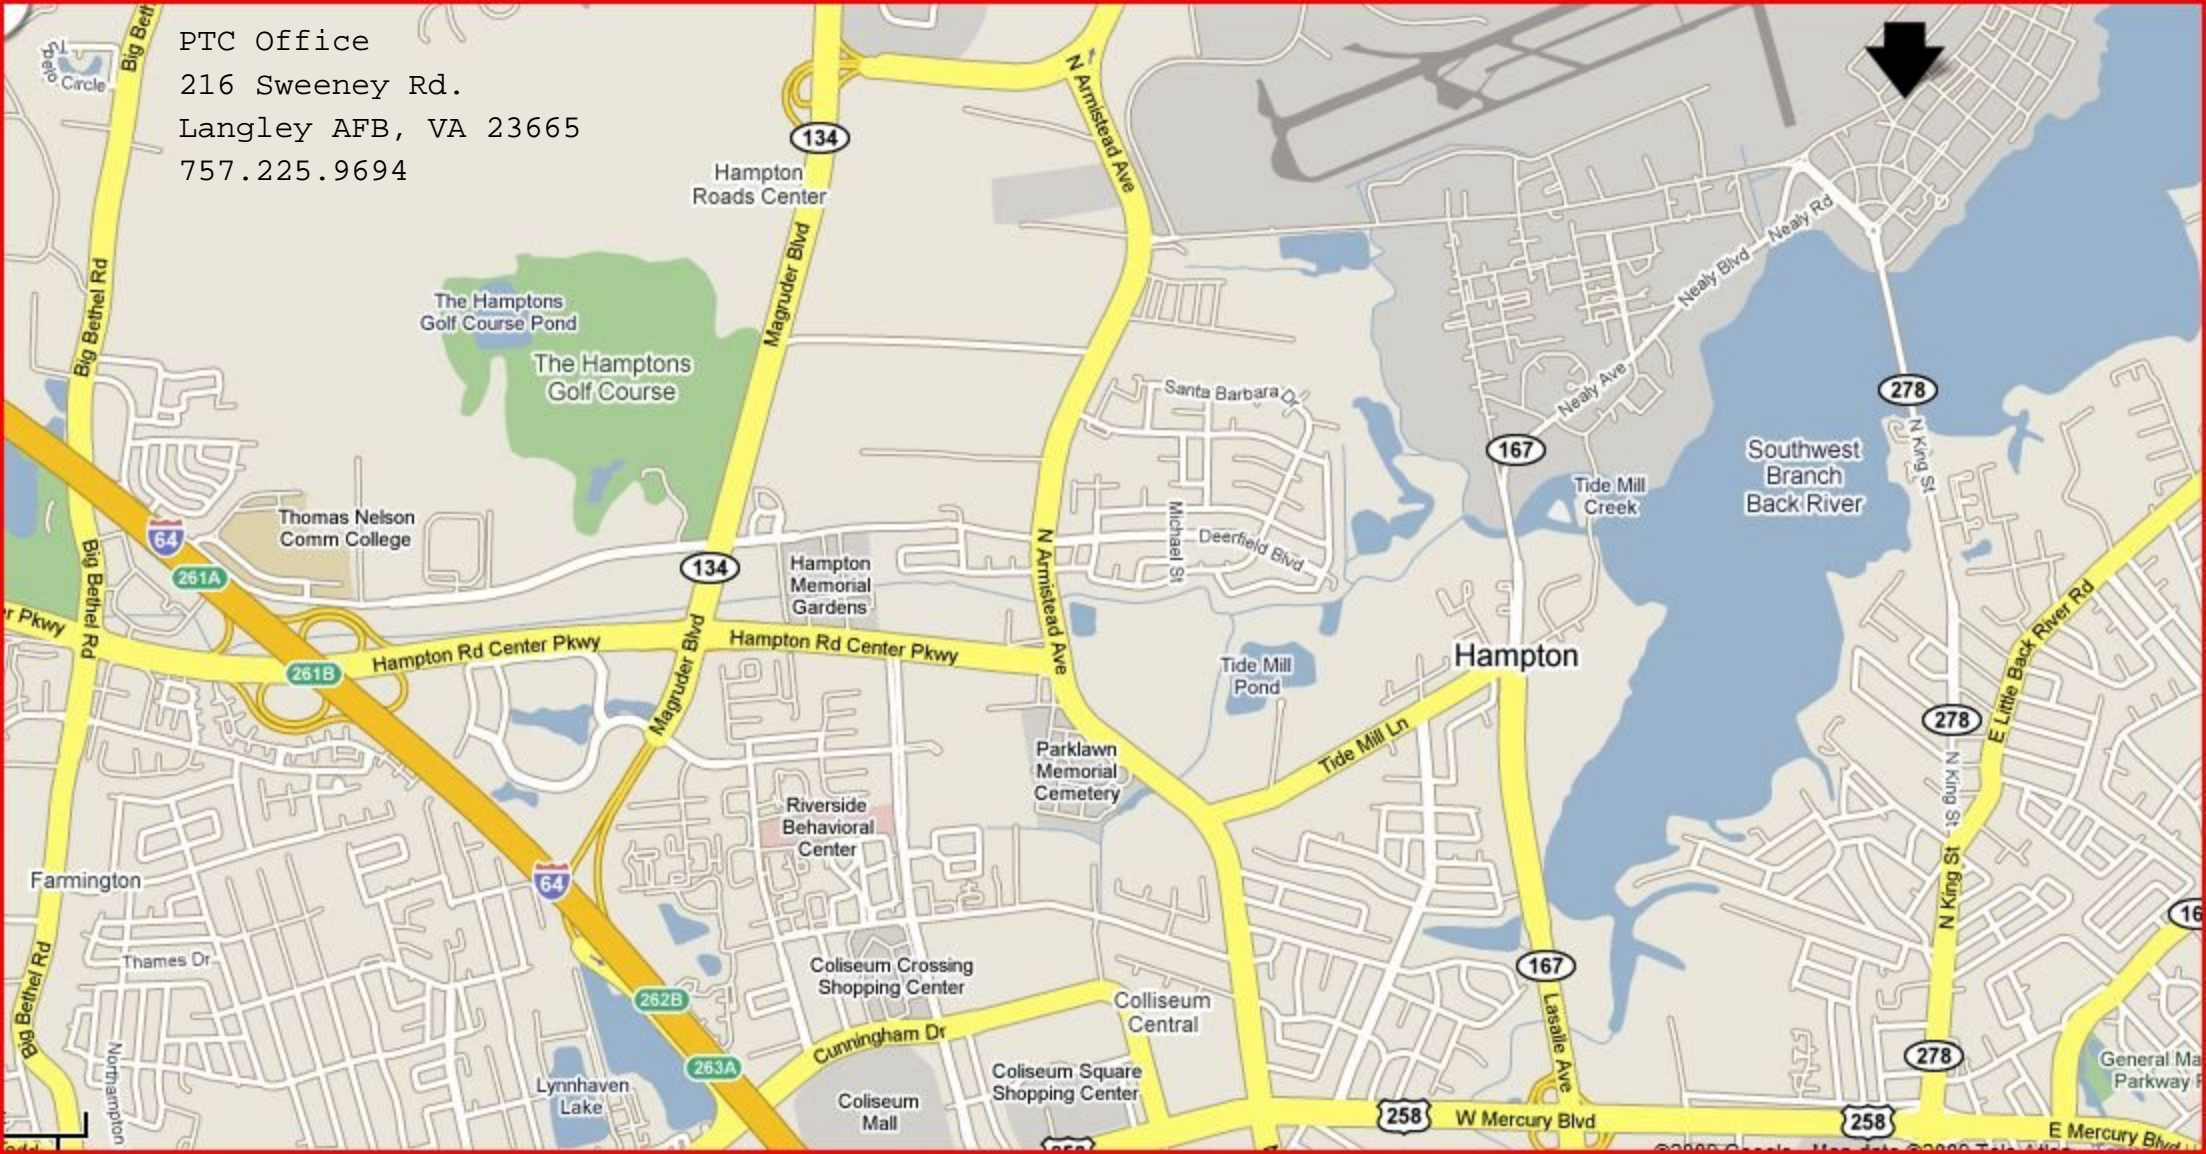 PTC Office
216 Sweeney Rd.
Langley AFB, VA 23665
757.225.9694
Circle
Big Beth
134
Hampton
Roads Center
N Armistead Ave
Magruder Blvd
Big Bethel Rd
The Hamptons
Golf Course Pond
The Hamptons
Golf Course
Nealy Rd
Nealy Blvd
Nealy Ave
Santa Barbara Dr
278
167
N King St
Southwest
Branch
Back River
Tide Mill
Creek
Thomas Nelson
Comm College
64
261A
134
Michael St
Deerfield Blvd
Hampton
Memorial
Gardens
N Armistead Ave
Big Bethel Rd
r Pkwy
261B
Hampton Rd Center Pkwy
Magruder Blvd
Hampton Rd Center Pkwy
Hampton
Tide Mill
Pond
Tide Mill Ln
E Little Back River Rd
278
N King St
Parklawn
Memorial
Cemetery
Riverside
Behavioral
Center
64
Farmington
N King St
16
Thames Dr
Big Bethel Rd
Northampton
Coliseum Crossing
Shopping Center
167
262B
Colliseum
Central
Lasalle Ave
Cunningham Dr
263A
278
General Ma
Parkway
Lynnhaven
Lake
Coliseum
Mall
Coliseum Square
Shopping Center
258
W Mercury Blvd
258
E Mercury Blvd